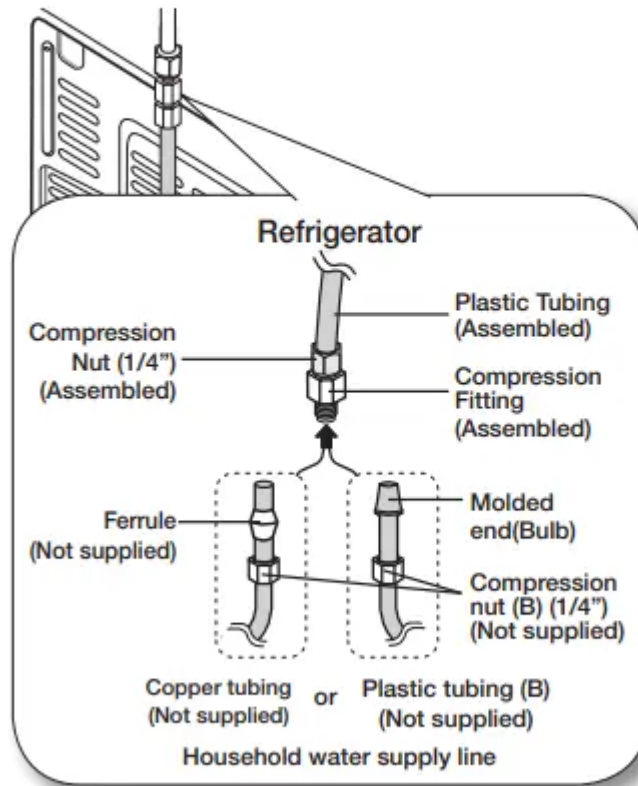 Refrigerator
Plastic Tubing
(Assembled)
Compression
Nut (1/4”)
(Assembled)
Compression
Fitting
(Assembled)
Ferrule
(Not supplied)
Molded
end(Bulb)
Compression
nut (B) (1/4”)
(Not supplied)
Copper tubing
(Not supplied)
or
Plastic tubing (B)
(Not supplied)
Household water supply line